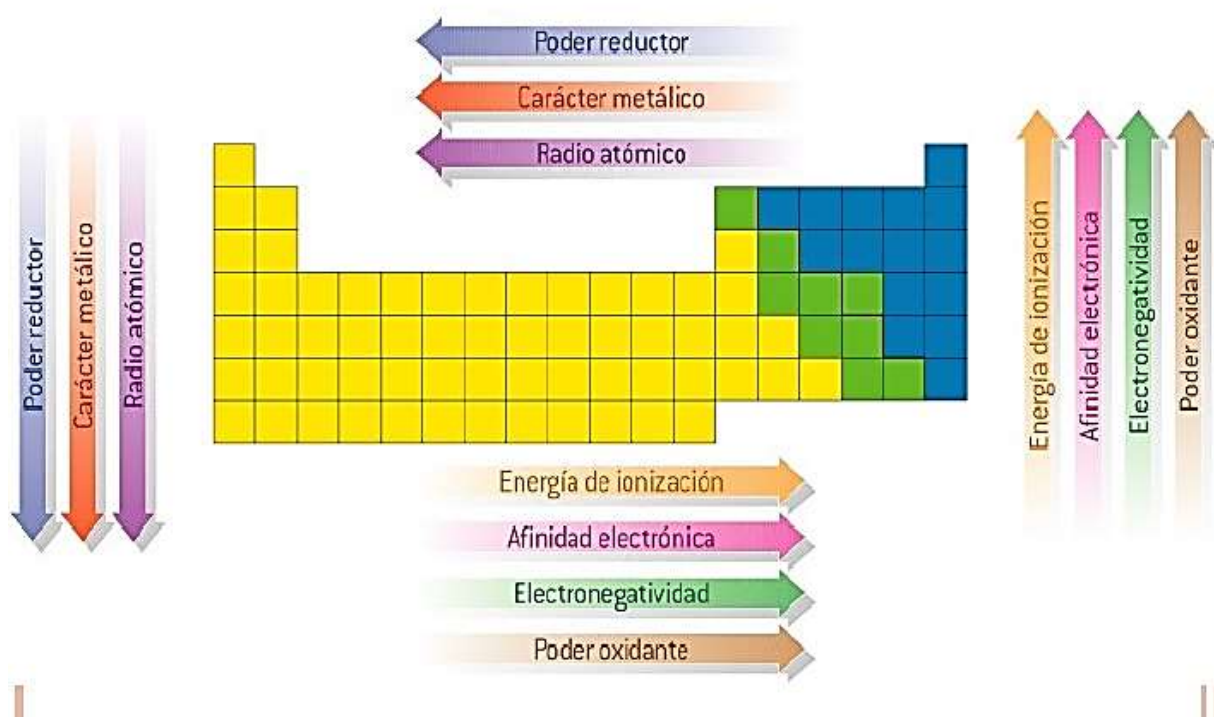 Poder reductor
Carácter metálico
Radio atómico
Poder reductor
Carácter metálico
Radio atómico
Energía de ionización
Afinidad electrónica
Electronegatividad
Poder oxidante
Energía de ionización
Afinidad electrónica
Electronegatividad
Poder oxidante